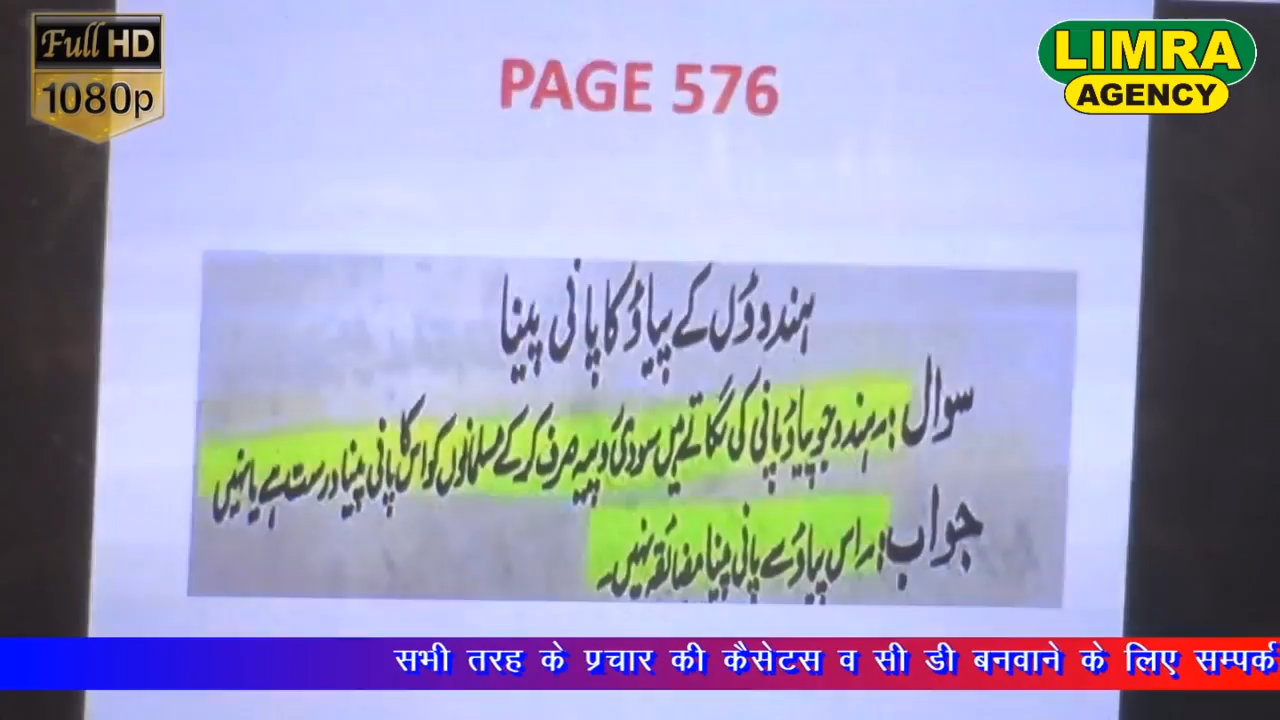 Full HD
1080p
LIMRA
AGENCY
PAGE 576
ہندوؤں کے پیاؤ کا پانی پینا
سوال :۔ ہندو جو پیاؤ پانی کی لگاتے ہیں سودی روپیہ صرف کر کے مسلمانوں کو اس کا پانی پینا درست ہے یا نہیں
جواب :۔ اس پیاؤ سے پانی پینا مضائقہ نہیں۔
सभी तरह के प्रचार की कैसेटस व सी डी बनवाने के लिए सम्पर्क